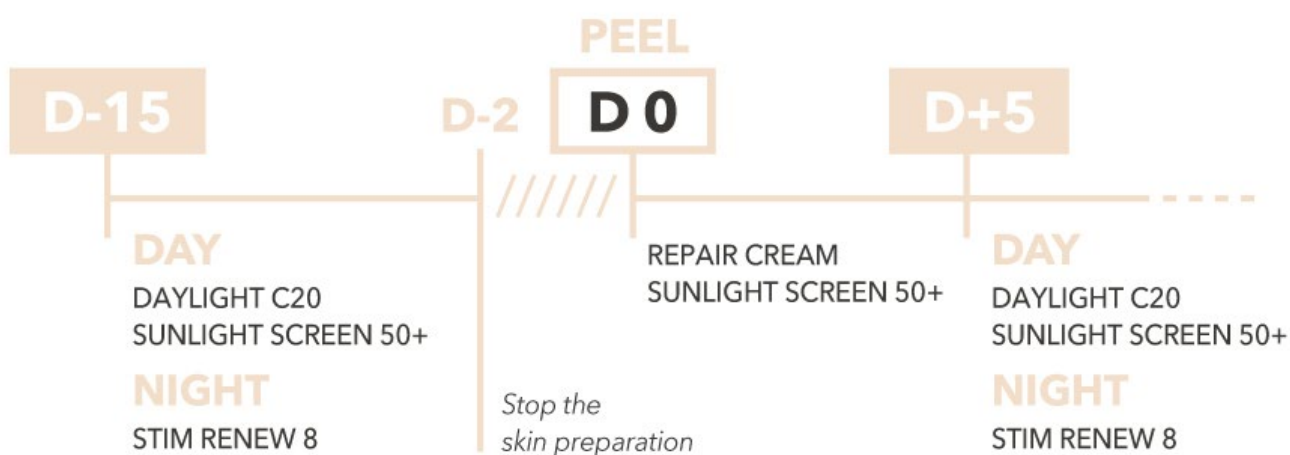 PEEL
D-15
D-2
D 0
D+5
DAY
DAYLIGHT C20
SUNLIGHT SCREEN 50+
NIGHT
STIM RENEW 8
Stop the
skin preparation
REPAIR CREAM
SUNLIGHT SCREEN 50+
DAY
DAYLIGHT C20
SUNLIGHT SCREEN 50+
NIGHT
STIM RENEW 8